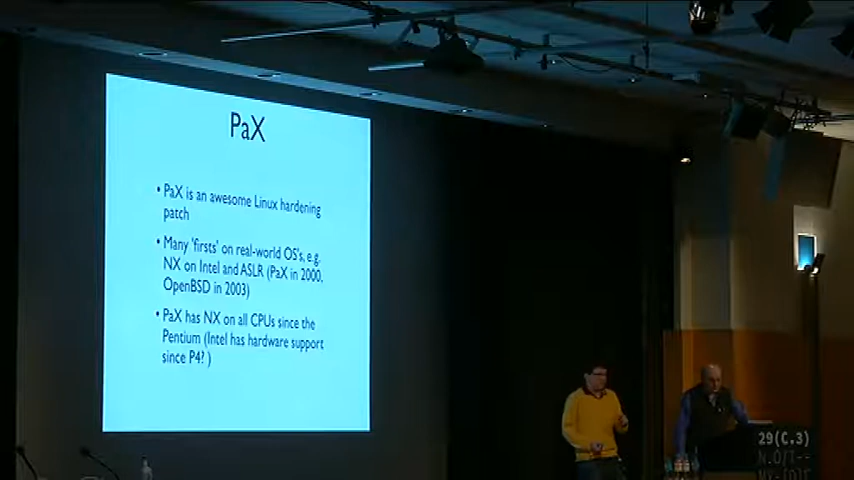 PaX
• PaX is an awesome Linux hardening
patch
• Many 'firsts' on real-world OS's, e.g.
NX on Intel and ASLR (PaX in 2000,
OpenBSD in 2003)
• PaX has NX on all CPUs since the
Pentium (Intel has hardware support
since P4?)
29(C.3)
N.O/T--